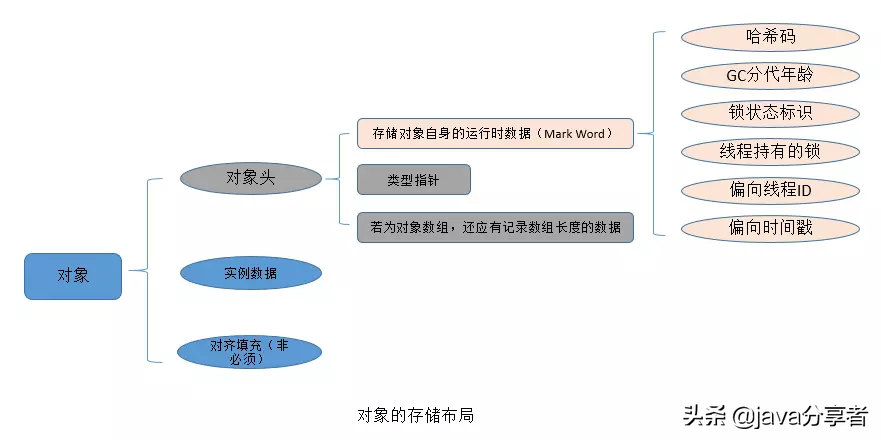 哈希码
GC分代年龄
锁状态标识
存储对象自身的运行时数据（Mark Word）
线程持有的锁
对象头
类型指针
偏向线程ID
若为对象数组，还应有记录数组长度的数据
偏向时间戳
对象
实例数据
对齐填充（非
必须）
对象的存储布局
头条 @java分享者